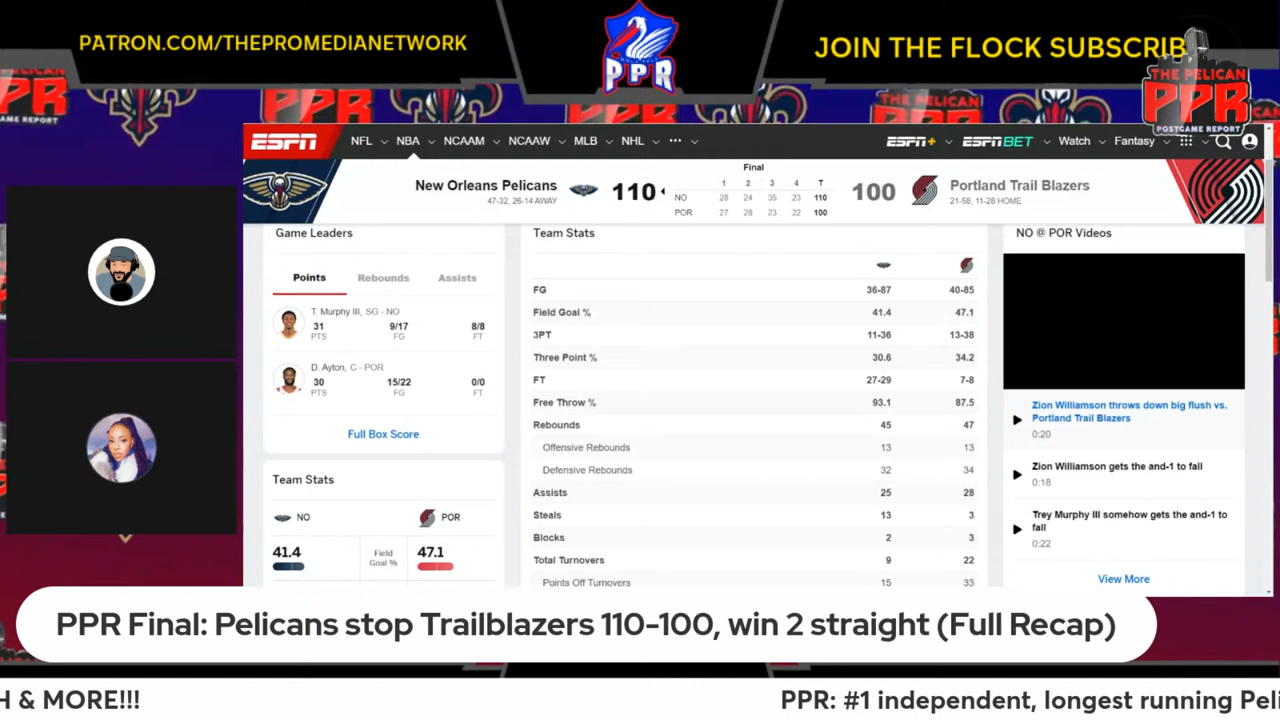 PATRON.COM/THEPROMEDIANETWORK
PPR
JOIN THE FLOCK SUBSCRIB
THE PELICAN
PPR
POSTGAME REPORT
ESPN
NFL NBA NCAAM NCAAW MLB NHL ...
ESPN+ ESPNBET Watch Fantasy
New Orleans Pelicans
47-32, 26-14 AWAY
110
Final
1 2 3 4 T
NO 28 24 35 23 110
POR 27 28 23 22 100
100
Portland Trail Blazers
21-58, 11-28 HOME
Game Leaders
Points Rebounds Assists
T. Murphy III, SG - NO
31 9/17 8/8
PTS FG FT
D. Ayton, C - POR
30 15/22 0/0
PTS FG FT
Full Box Score
Team Stats
NO POR
41.4 Field Goal % 47.1
Team Stats
FG 36-87 40-85
Field Goal % 41.4 47.1
3PT 11-36 13-38
Three Point % 30.6 34.2
FT 27-29 7-8
Free Throw % 93.1 87.5
Rebounds 45 47
Offensive Rebounds 13 13
Defensive Rebounds 32 34
Assists 25 28
Steals 13 3
Blocks 2 3
Total Turnovers 9 22
Points Off Turnovers 15 33
NO @ POR Videos
Zion Williamson throws down big flush vs.
Portland Trail Blazers
0:20
Zion Williamson gets the and-1 to fall
0:18
Trey Murphy III somehow gets the and-1 to
fall
0:22
View More
PPR Final: Pelicans stop Trailblazers 110-100, win 2 straight (Full Recap)
H & MORE!!! PPR: #1 independent, longest running Peli